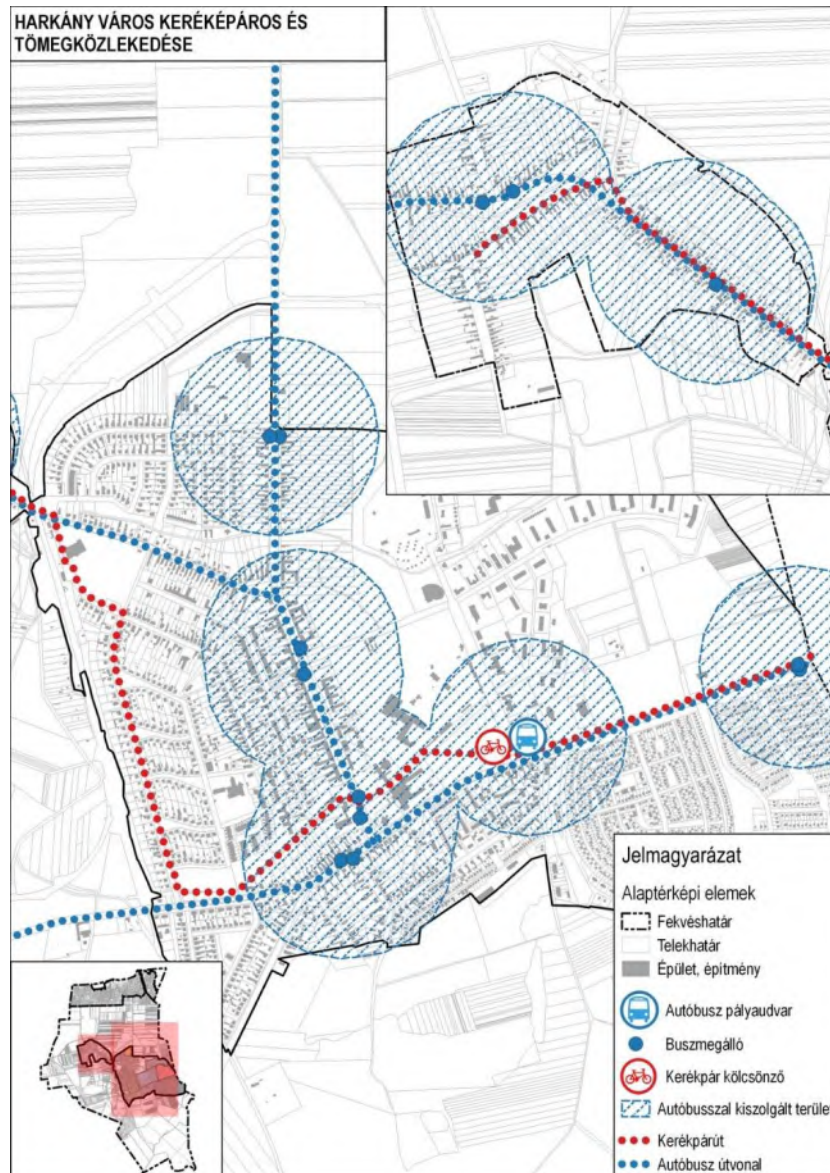 HARKÁNY VÁROS KERÉKPÁROS ÉS
TÖMEGKÖZLEKEDÉSE
Jelmagyarázat
Alaptérképi elemek
Fekvéshatár
Telekhatár
Épület, építmény
Autóbusz pályaudvar
Buszmegálló
Kerékpár kölcsönző
Autóbusszal kiszolgált terület
Kerékpárút
Autóbusz útvonal